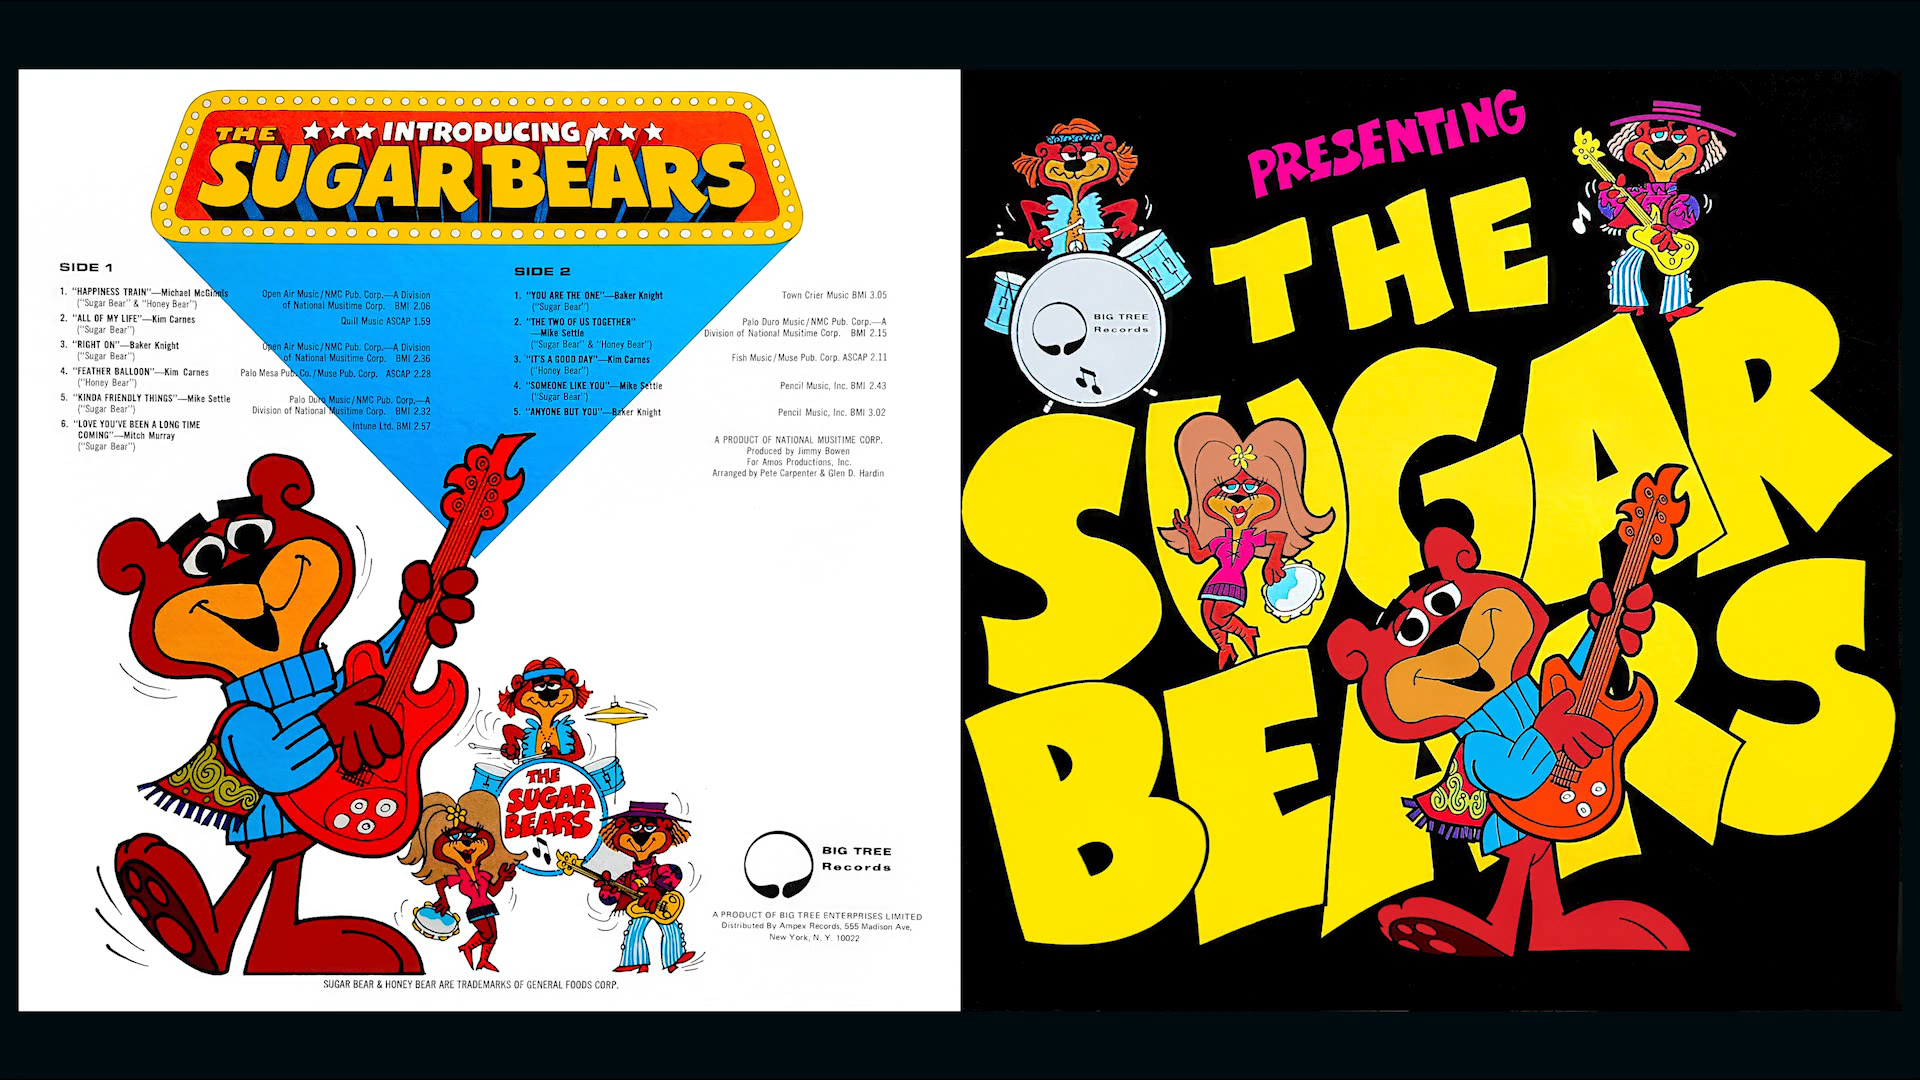 ★★★ INTRODUCING ★★★
THE
SUGAR BEARS
SIDE 1
1. "HAPPINESS TRAIN"—Michael McGinnis
("Sugar Bear" & "Honey Bear")
Open Air Music/NMC Pub. Corp.—A Division
of National Musitime Corp. BMI 2.06
2. "ALL OF MY LIFE"—Kim Carnes
("Sugar Bear")
Quill Music ASCAP 1.59
3. "RIGHT ON"—Baker Knight
("Sugar Bear")
Open Air Music/NMC Pub. Corp.—A Division
of National Musitime Corp. BMI 2.36
4. "FEATHER BALLOON"—Kim Carnes
("Honey Bear")
Palo Mesa Pub. Co./Muse Pub. Corp. ASCAP 2.28
5. "KINDA FRIENDLY THINGS"—Mike Settle
("Sugar Bear")
Palo Duro Music/NMC Pub. Corp.—A
Division of National Musitime Corp. BMI 2.32
6. "LOVE YOU'VE BEEN A LONG TIME
COMING"—Mitch Murray
("Sugar Bear")
Intune Ltd. BMI 2.57
SIDE 2
1. "YOU ARE THE ONE"—Baker Knight
("Sugar Bear")
Town Crier Music BMI 3.05
2. "THE TWO OF US TOGETHER"
—Mike Settle
("Sugar Bear" & "Honey Bear")
Palo Duro Music/NMC Pub. Corp.—A
Division of National Musitime Corp. BMI 2.15
3. "IT'S A GOOD DAY"—Kim Carnes
("Honey Bear")
Fish Music/Muse Pub. Corp. ASCAP 2.11
4. "SOMEONE LIKE YOU"—Mike Settle
("Sugar Bear")
Pencil Music, Inc. BMI 2.43
5. "ANYONE BUT YOU"—Baker Knight
Pencil Music, Inc. BMI 3.02
A PRODUCT OF NATIONAL MUSITIME CORP.
Produced by Jimmy Bowen
For Amos Productions, Inc.
Arranged by Pete Carpenter & Glen D. Hardin
THE
SUGAR
BEARS
BIG TREE
Records
A PRODUCT OF BIG TREE ENTERPRISES LIMITED
Distributed By Ampex Records, 555 Madison Ave,
New York, N. Y. 10022
SUGAR BEAR & HONEY BEAR ARE TRADEMARKS OF GENERAL FOODS CORP.
PRESENTING
THE
SUGAR
BEARS
BIG TREE
Records